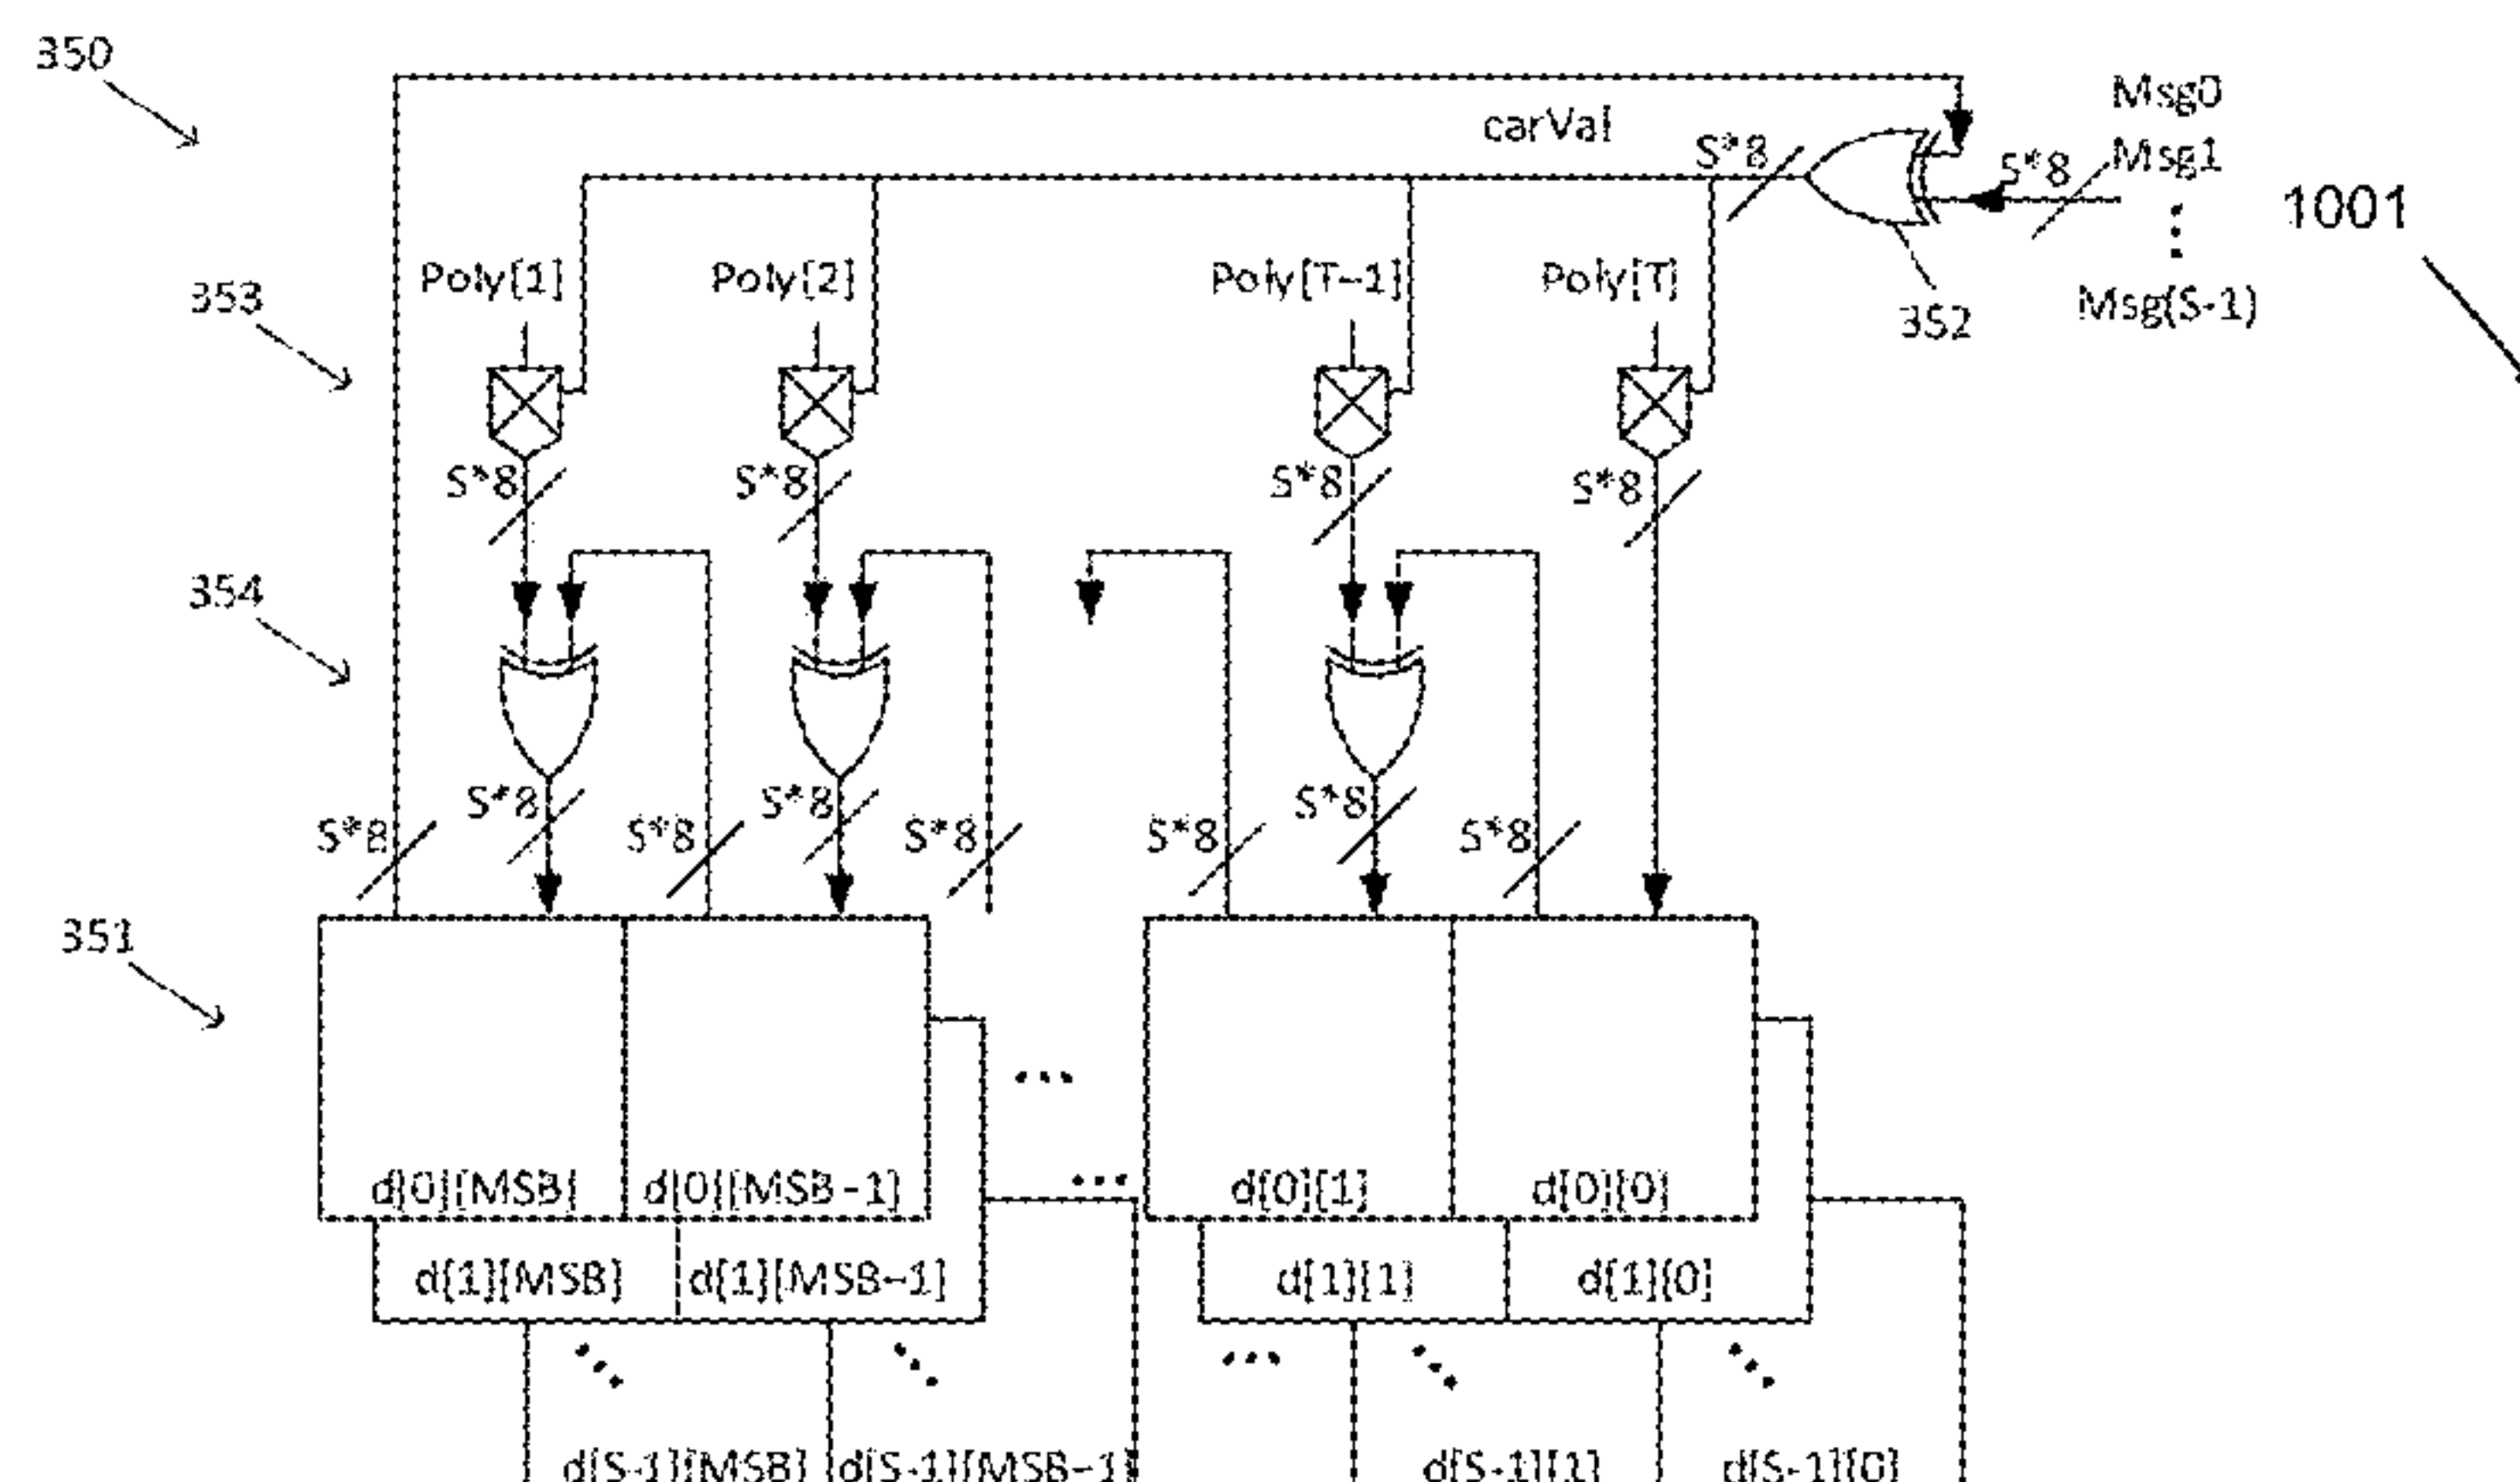 350
Msg0
carVal
S*8
S*8
Msg1
1001
Poly[1]
Poly[2]
Poly[T-1]
Poly[T]
353
352
Msg(S-1)
S*8
S*8
S*8
S*8
354
S*8
S*8
S*8
S*8
S*8
S*8
S*8
S*8
351
...
d[0][MSB]
d[0][MSB-1]
...
d[0][1]
d[0][0]
d[1][MSB]
d[1][MSB-1]
d[1][1]
d[1][0]
...
d[S-1][MSB]
d[S-1][MSB-1]
d[S-1][1]
d[S-1][0]